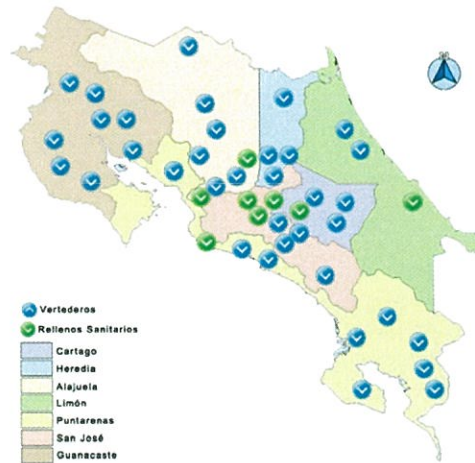 Vertederos
Rellenos Sanitarios
Cartago
Heredia
Alajuela
Limón
Puntarenas
San José
Guanacaste